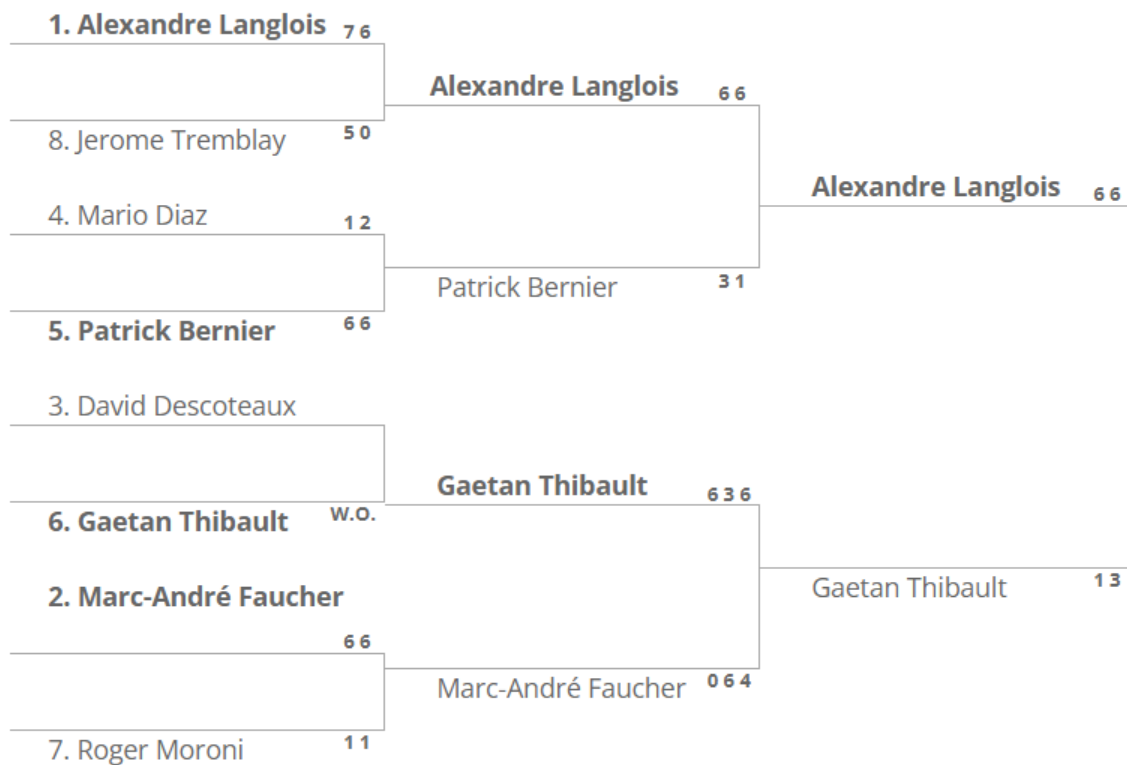 1. Alexandre Langlois 7 6
8. Jerome Tremblay 5 0
4. Mario Diaz 1 2
5. Patrick Bernier 6 6
3. David Descoteaux
6. Gaetan Thibault W.O.
2. Marc-André Faucher 6 6
7. Roger Moroni 1 1
Alexandre Langlois 6 6
Patrick Bernier 3 1
Gaetan Thibault 6 3 6
Marc-André Faucher 0 6 4
Alexandre Langlois 6 6
Gaetan Thibault 1 3